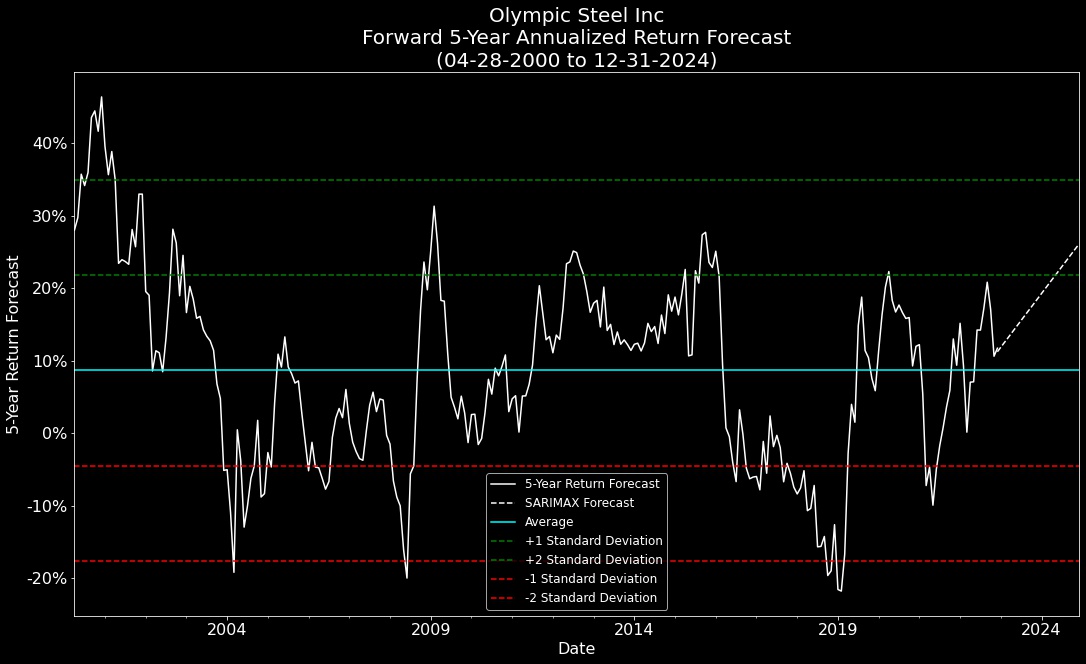 Olympic Steel Inc
Forward 5-Year Annualized Return Forecast
(04-28-2000 to 12-31-2024)
5-Year Return Forecast
40%
30%
20%
10%
0%
-10%
-20%
5-Year Return Forecast
SARIMAX Forecast
Average
+1 Standard Deviation
+2 Standard Deviation
-1 Standard Deviation
-2 Standard Deviation
2004 2009 2014 2019 2024
Date